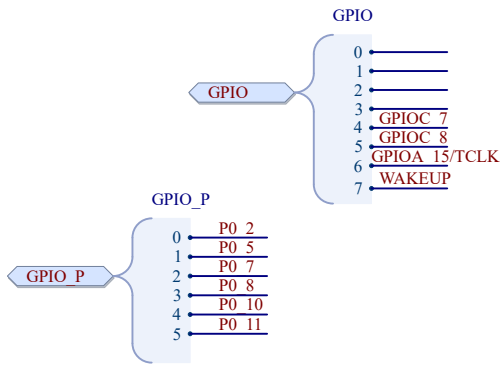 GPIO
0
1
2
GPIO
3
GPIOC_7
4
GPIOC_8
5
GPIOA_15/TCLK
6
WAKEUP
7
GPIO_P
P0_2
0
P0_5
1
P0_7
GPIO_P
2
P0_8
3
P0_10
4
P0_11
5